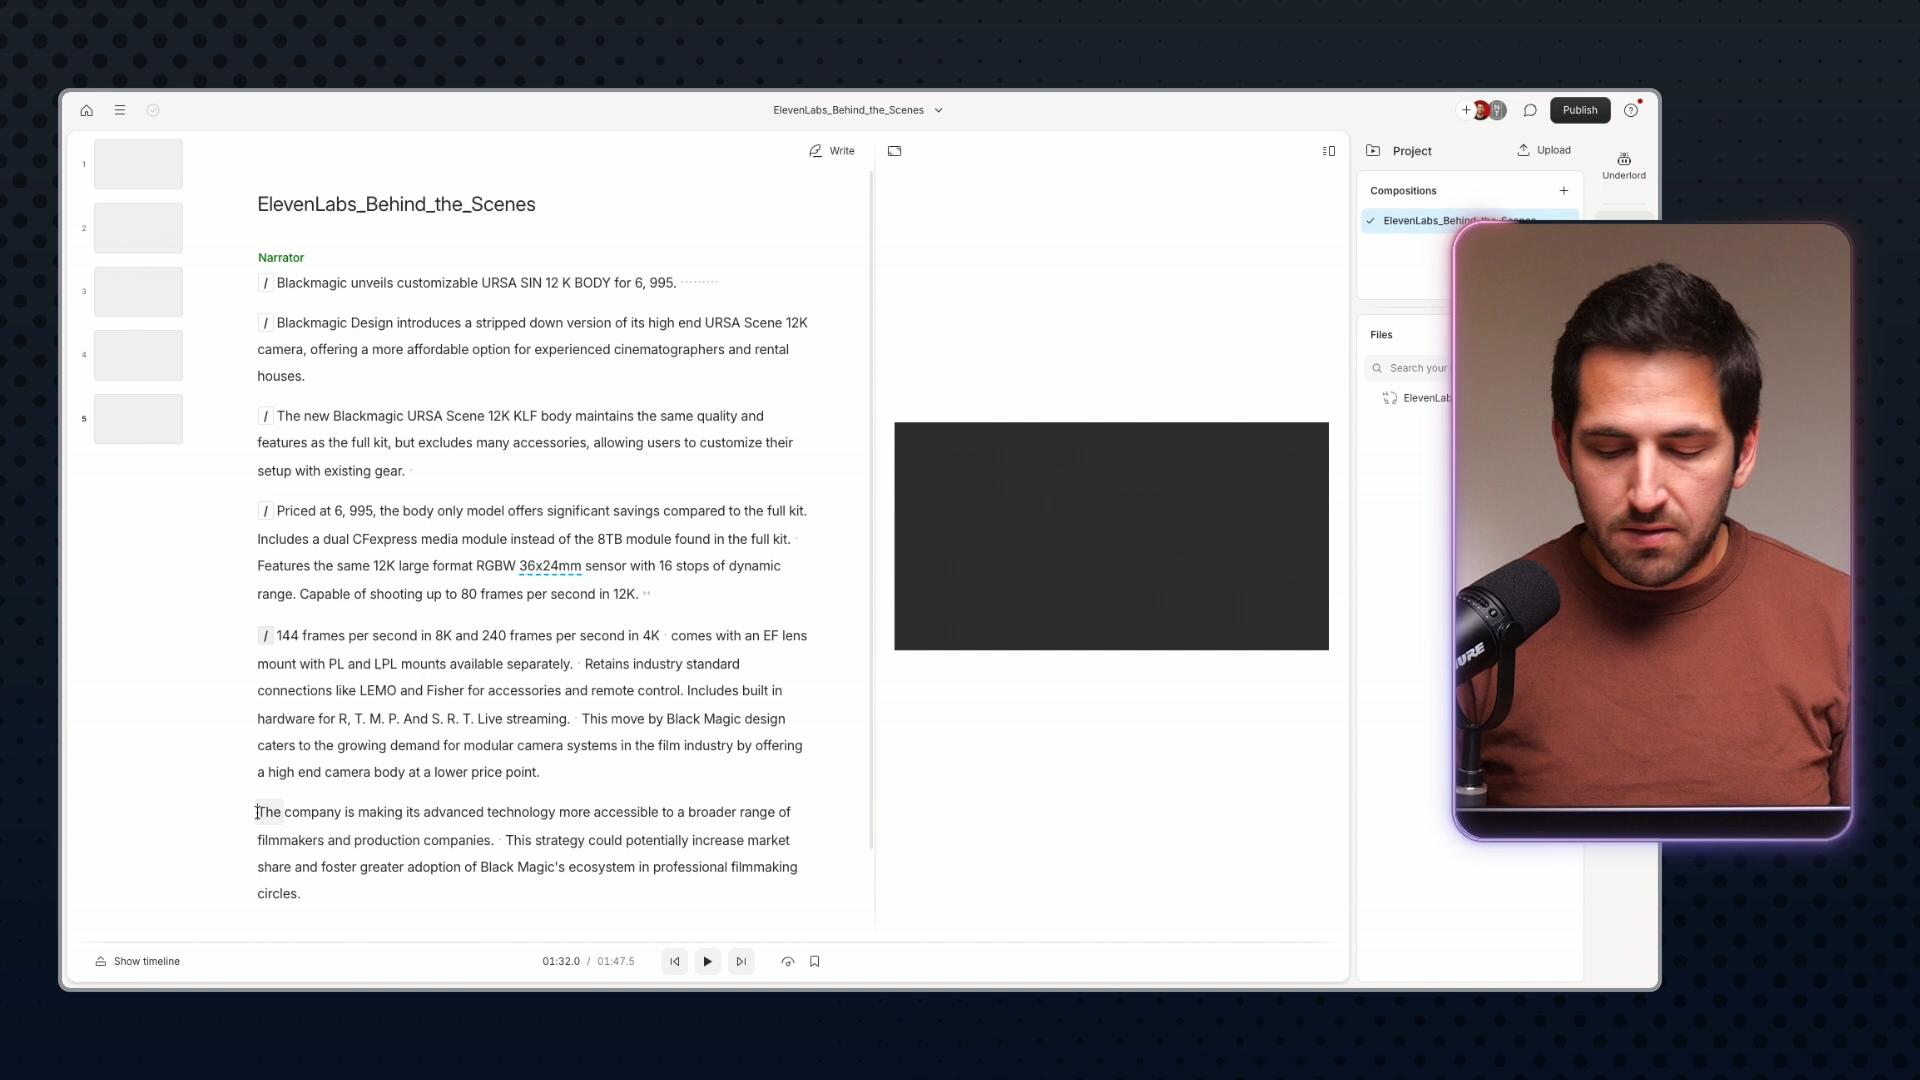 ElevenLabs_Behind_the_Scenes
Publish
Write
Project
Upload
Underlord
Compositions
ElevenLabs_Behind_the_Scenes
Files
Search your
ElevenLab
1
2
3
4
5
ElevenLabs_Behind_the_Scenes
Narrator
/ Blackmagic unveils customizable URSA SIN 12 K BODY for 6, 995.
/ Blackmagic Design introduces a stripped down version of its high end URSA Scene 12K
camera, offering a more affordable option for experienced cinematographers and rental
houses.
/ The new Blackmagic URSA Scene 12K KLF body maintains the same quality and
features as the full kit, but excludes many accessories, allowing users to customize their
setup with existing gear.
/ Priced at 6, 995, the body only model offers significant savings compared to the full kit.
Includes a dual CFexpress media module instead of the 8TB module found in the full kit.
Features the same 12K large format RGBW 36x24mm sensor with 16 stops of dynamic
range. Capable of shooting up to 80 frames per second in 12K.
/ 144 frames per second in 8K and 240 frames per second in 4K comes with an EF lens
mount with PL and LPL mounts available separately. Retains industry standard
connections like LEMO and Fisher for accessories and remote control. Includes built in
hardware for R, T. M. P. And S. R. T. Live streaming. This move by Black Magic design
caters to the growing demand for modular camera systems in the film industry by offering
a high end camera body at a lower price point.
The company is making its advanced technology more accessible to a broader range of
filmmakers and production companies. This strategy could potentially increase market
share and foster greater adoption of Black Magic's ecosystem in professional filmmaking
circles.
Show timeline
01:32.0 / 01:47.5
URE